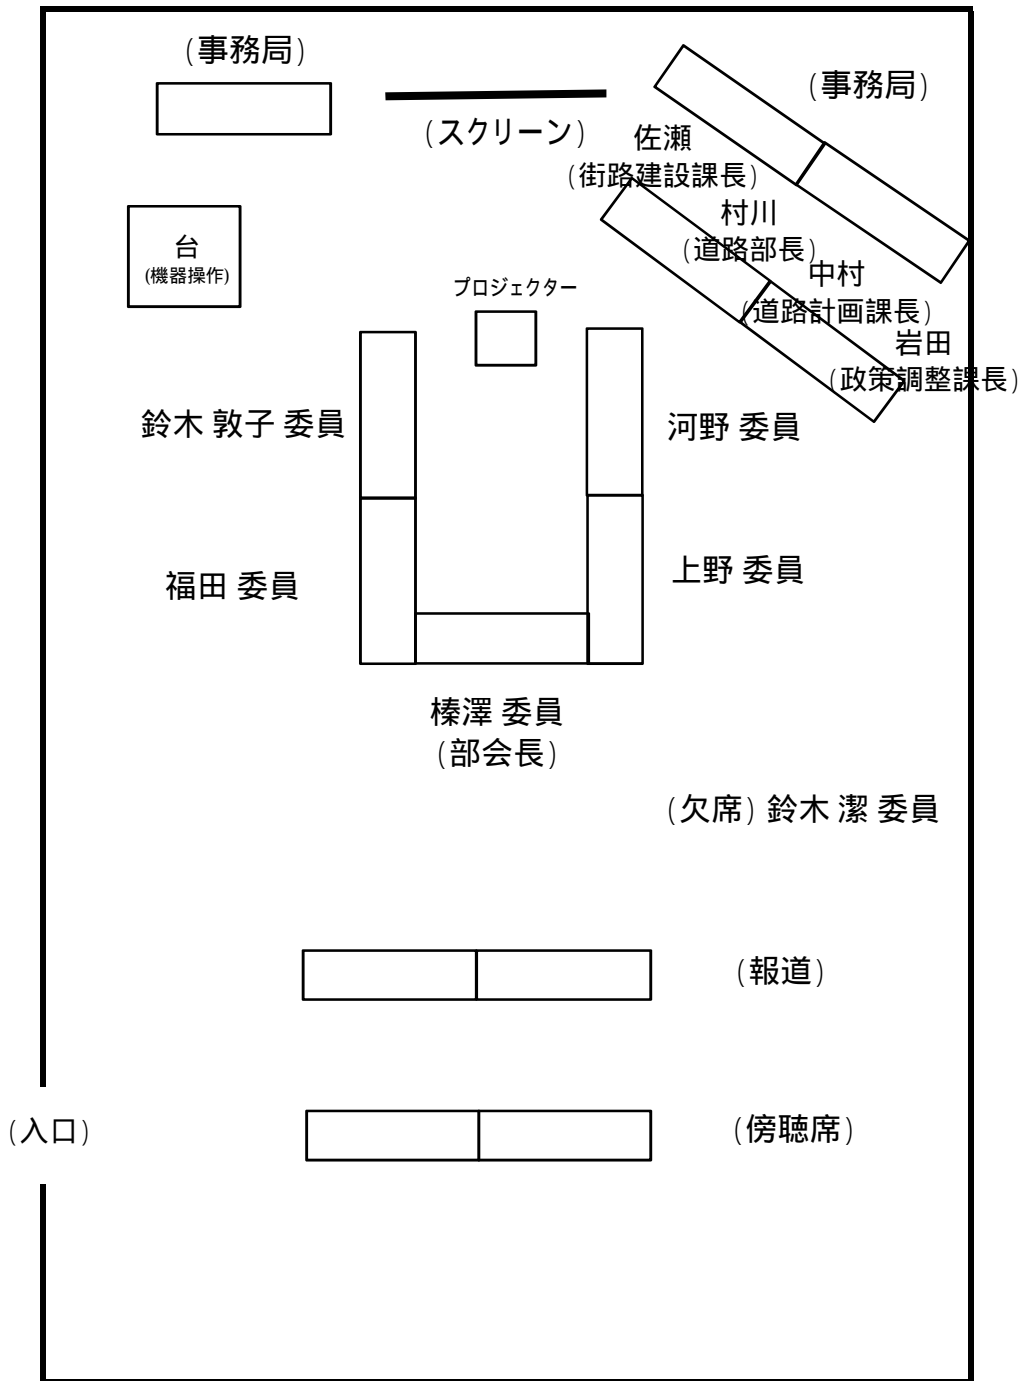 (事務局)
(事務局)
(スクリーン)
佐瀬
(街路建設課長)
村川
(道路部長)
中村
(道路計画課長)
岩田
(政策調整課長)
台
(機器操作)
プロジェクター
鈴木 敦子 委員
河野 委員
福田 委員
上野 委員
榛澤 委員
(部会長)
(欠席) 鈴木 潔 委員
(報道)
(入口)
(傍聴席)